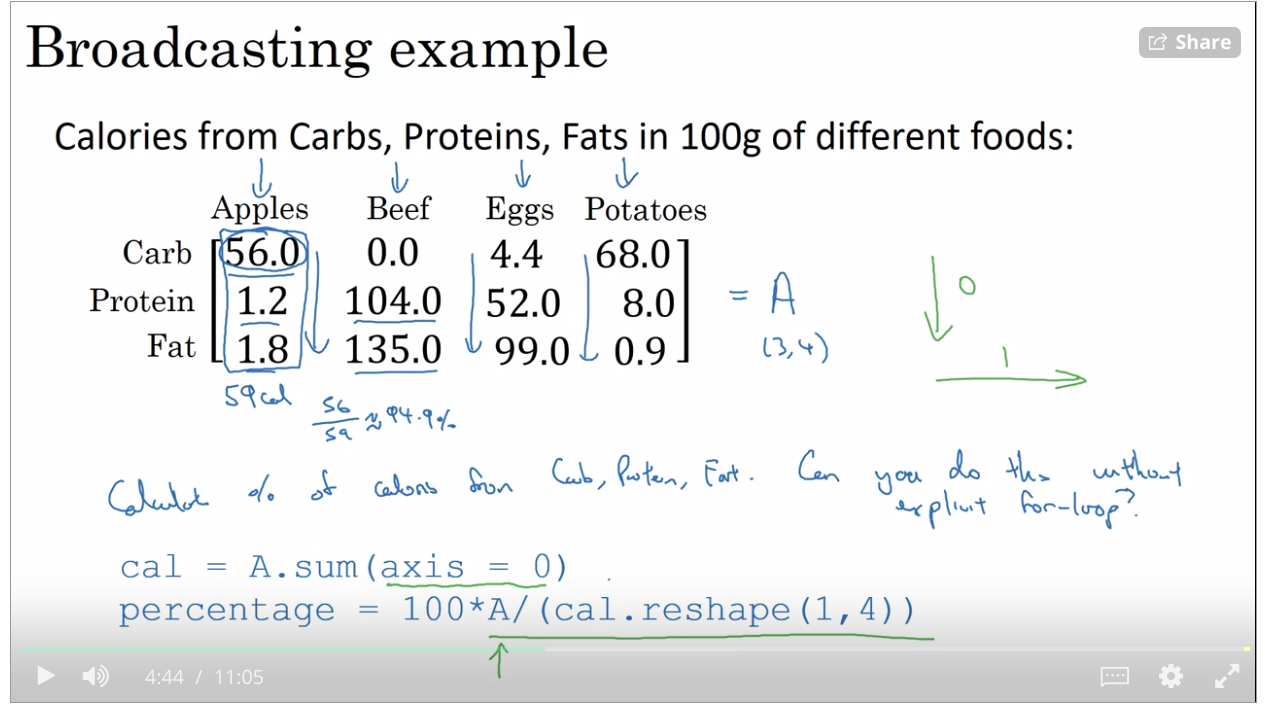 Broadcasting example
Share
Calories from Carbs, Proteins, Fats in 100g of different foods:
Apples Beef Eggs Potatoes
Carb 56.0 0.0 4.4 68.0
Protein 1.2 104.0 52.0 8.0
Fat 1.8 135.0 99.0 0.9
= A
(3,4)
0
1
59 cal
56/59 ≈ 94.9%
Calculate % of calories from Carb, Protein, Fat. Can you do this without
explicit for-loop?
cal = A.sum(axis = 0)
percentage = 100*A/(cal.reshape(1,4))
4:44 / 11:05